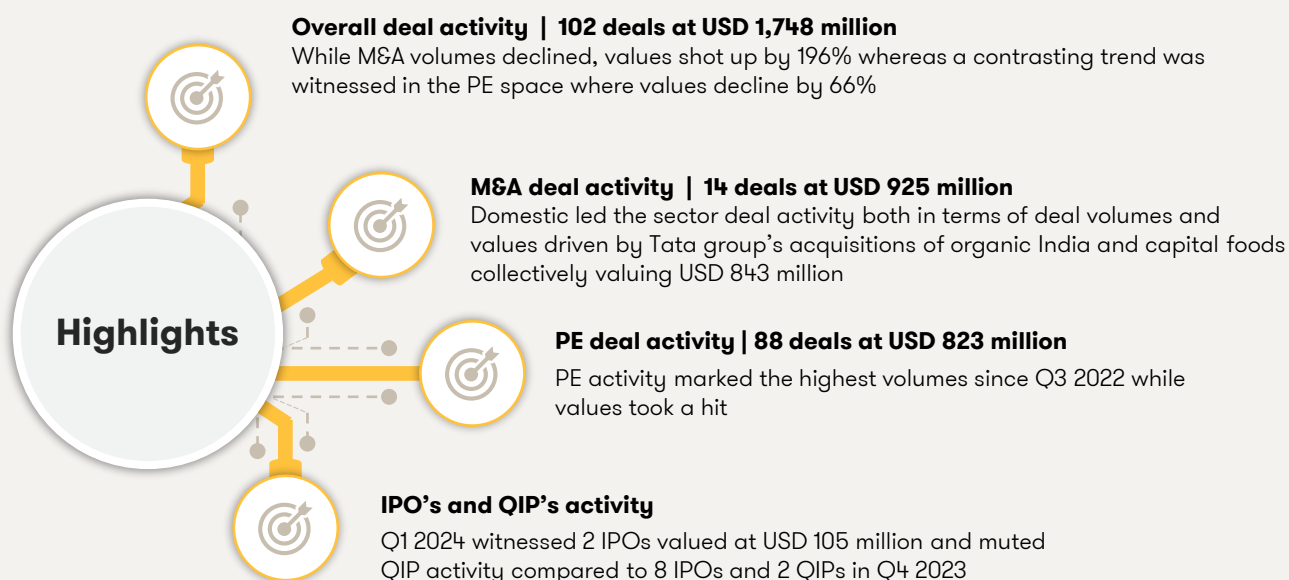 Overall deal activity | 102 deals at USD 1,748 million
While M&A volumes declined, values shot up by 196% whereas a contrasting trend was
witnessed in the PE space where values decline by 66%
M&A deal activity | 14 deals at USD 925 million
Domestic led the sector deal activity both in terms of deal volumes and
values driven by Tata group's acquisitions of organic India and capital foods
collectively valuing USD 843 million
Highlights
PE deal activity | 88 deals at USD 823 million
PE activity marked the highest volumes since Q3 2022 while
values took a hit
IPO's and QIP's activity
Q1 2024 witnessed 2 IPOs valued at USD 105 million and muted
QIP activity compared to 8 IPOs and 2 QIPs in Q4 2023